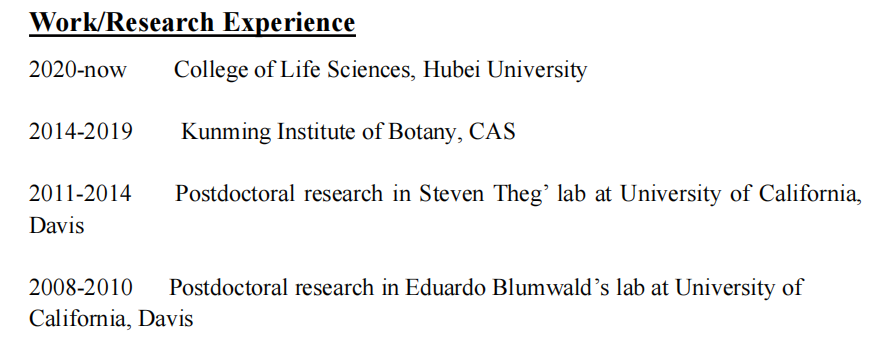 Work/Research Experience
2020-now College of Life Sciences, Hubei University
2014-2019 Kunming Institute of Botany, CAS
2011-2014 Postdoctoral research in Steven Theg’ lab at University of California,
Davis
2008-2010 Postdoctoral research in Eduardo Blumwald’s lab at University of
California, Davis